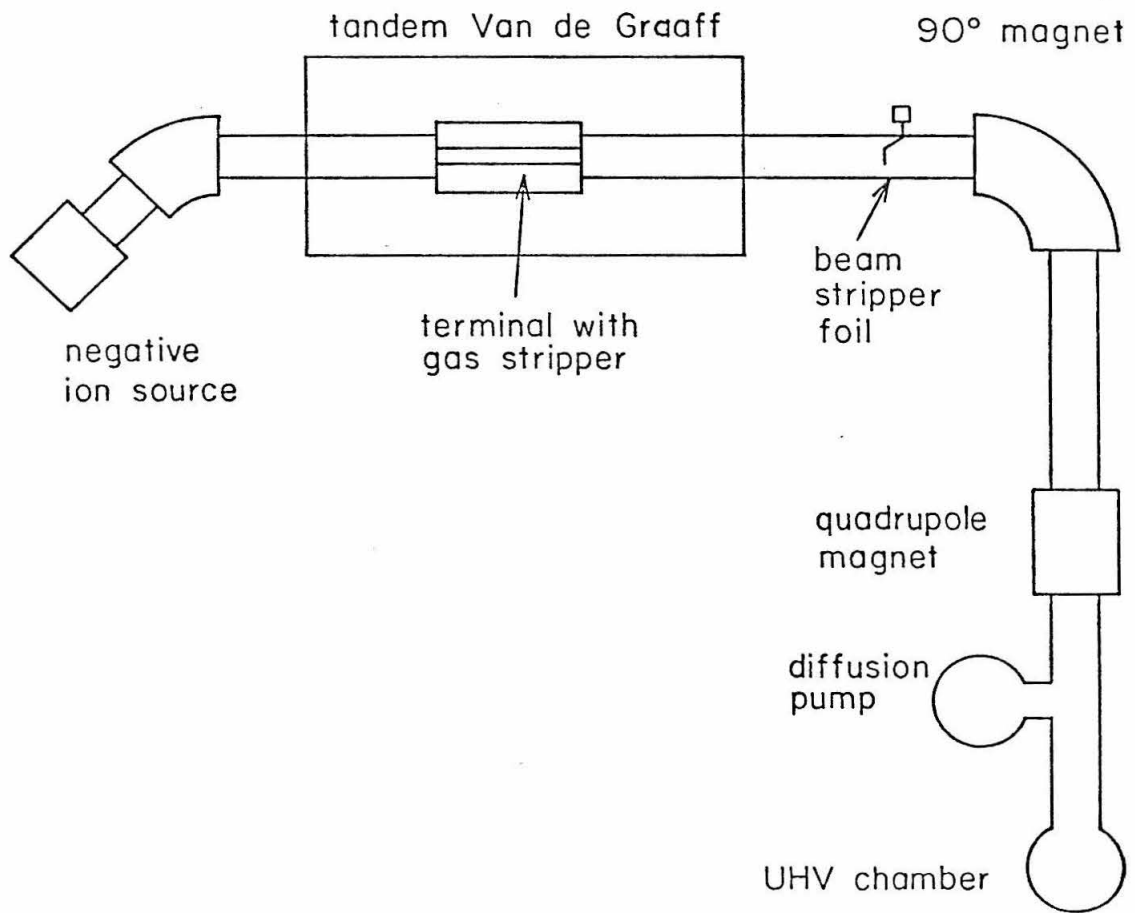 tandem Van de Graaff
90° magnet
negative
ion source
terminal with
gas stripper
beam
stripper
foil
quadrupole
magnet
diffusion
pump
UHV chamber